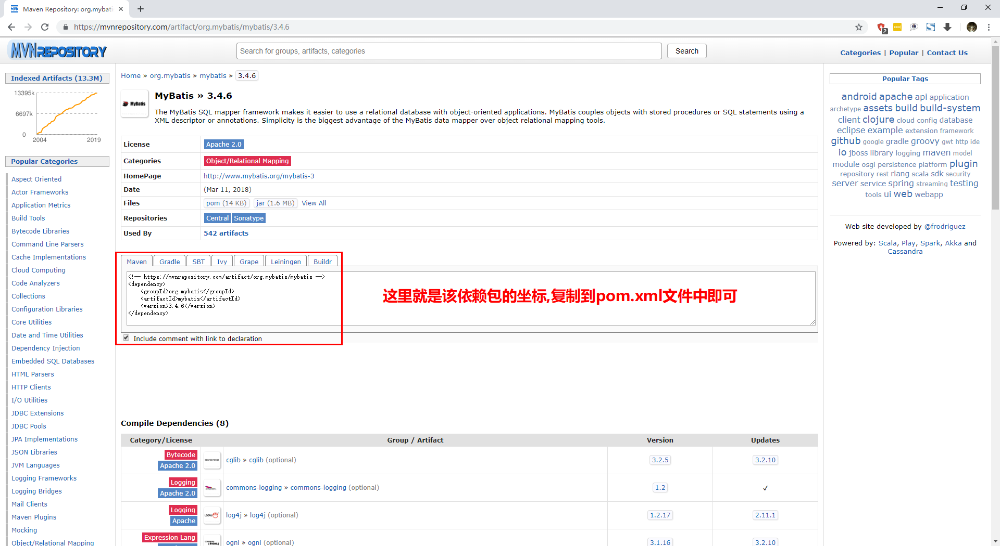 Maven Repository: org.mybati
https://mvnrepository.com/artifact/org.mybatis/mybatis/3.4.6
2
MVNREPOSITORY
Search for groups, artifacts, categories
Search
Categories | Popular | Contact Us
Indexed Artifacts (13.3M)
13395k
6697k
0
2004
2019
Popular Categories
Aspect Oriented
Actor Frameworks
Application Metrics
Build Tools
Bytecode Libraries
Command Line Parsers
Cache Implementations
Cloud Computing
Code Analyzers
Collections
Configuration Libraries
Core Utilities
Date and Time Utilities
Dependency Injection
Embedded SQL Databases
HTML Parsers
HTTP Clients
I/O Utilities
JDBC Extensions
JDBC Pools
JPA Implementations
JSON Libraries
JVM Languages
Logging Frameworks
Logging Bridges
Mail Clients
Maven Plugins
Mocking
Object/Relational Mapping
Home » org.mybatis » mybatis » 3.4.6
MyBatis
MyBatis » 3.4.6
The MyBatis SQL mapper framework makes it easier to use a relational database with object-oriented applications. MyBatis couples objects with stored procedures or SQL statements using a
XML descriptor or annotations. Simplicity is the biggest advantage of the MyBatis data mapper over object relational mapping tools.
License Apache 2.0
Categories Object/Relational Mapping
HomePage http://www.mybatis.org/mybatis-3
Date (Mar 11, 2018)
Files pom (14 KB) jar (1.6 MB) View All
Repositories Central Sonatype
Used By 542 artifacts
Maven Gradle SBT Ivy Grape Leiningen Buildr
<!-- https://mvnrepository.com/artifact/org.mybatis/mybatis -->
<dependency>
<groupId>org.mybatis</groupId>
<artifactId>mybatis</artifactId>
<version>3.4.6</version>
</dependency>
这里就是该依赖包的坐标,复制到pom.xml文件中即可
Include comment with link to declaration
Compile Dependencies (8)
Category/License Group / Artifact Version Updates
Bytecode
Apache 2.0
cglib » cglib (optional) 3.2.5 3.2.10
Logging
Apache 2.0
commons-logging » commons-logging (optional) 1.2 ✓
Logging
Apache
LOG4J
log4j » log4j (optional) 1.2.17 2.11.1
Expression Lang
ognl » ognl (optional) 3.1.16 3.2.10
Popular Tags
android apache api application
archetype assets build build-system
client clojure cloud config database
eclipse example extension framework
github google gradle groovy gwt http ide
io jboss library logging maven model
module osgi persistence platform plugin
repository rest rlang scala sdk security
server service spring streaming testing
tools ui web webapp
Web site developed by @frodriguez
Powered by: Scala, Play, Spark, Akka and
Cassandra